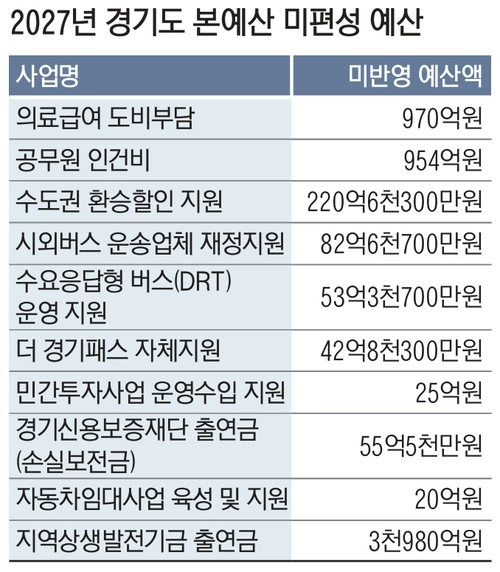 2027년 경기도 본예산 미편성 예산
사업명 미반영 예산액
의료급여 도비부담 970억원
공무원 인건비 954억원
수도권 환승할인 지원 220억6천300만원
시외버스 운송업체 재정지원 82억6천700만원
수요응답형 버스(DRT)
운영 지원 53억3천700만원
더 경기패스 자체지원 42억8천300만원
민간투자사업 운영수입 지원 25억원
경기신용보증재단 출연금
(손실보전금) 55억5천만원
자동차임대사업 육성 및 지원 20억원
지역상생발전기금 출연금 3천980억원